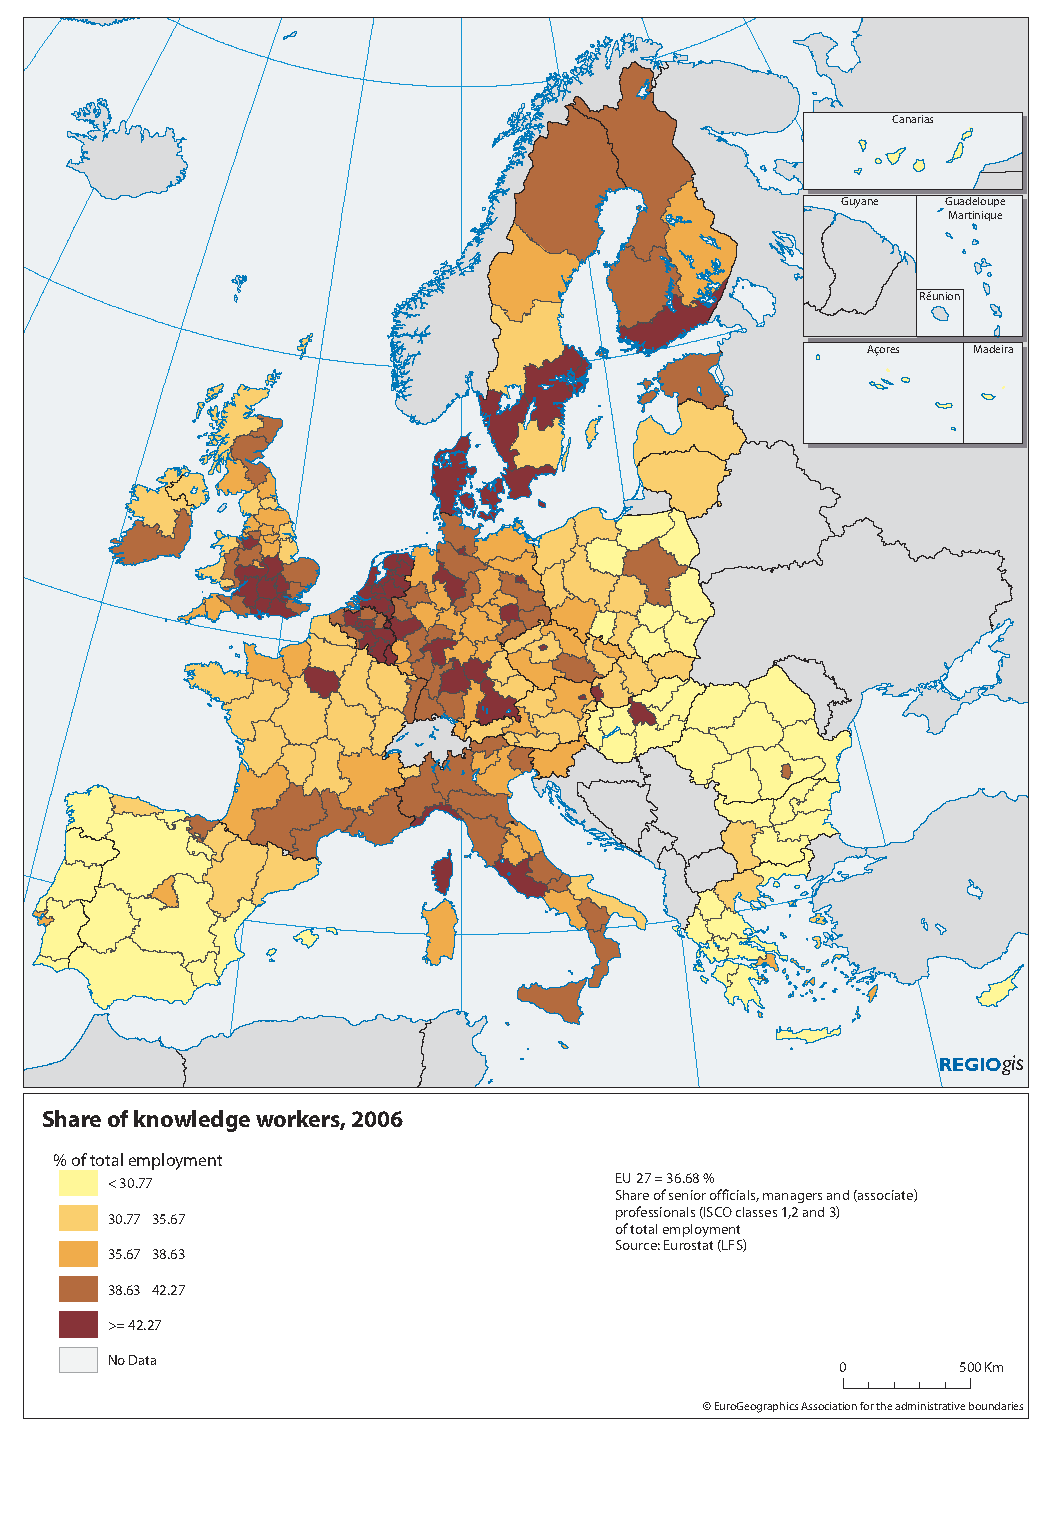 Canarias
Guyane
Guadeloupe
Martinique
Réunion
Açores
Madeira
REGIOgis
Share of knowledge workers, 2006
% of total employment
< 30.77
30.77 35.67
35.67 38.63
38.63 42.27
>= 42.27
No Data
EU 27 = 36.68 %
Share of senior officials, managers and (associate)
professionals (ISCO classes 1,2 and 3)
of total employment
Source: Eurostat (LFS)
0 500 Km
© EuroGeographics Association for the administrative boundaries